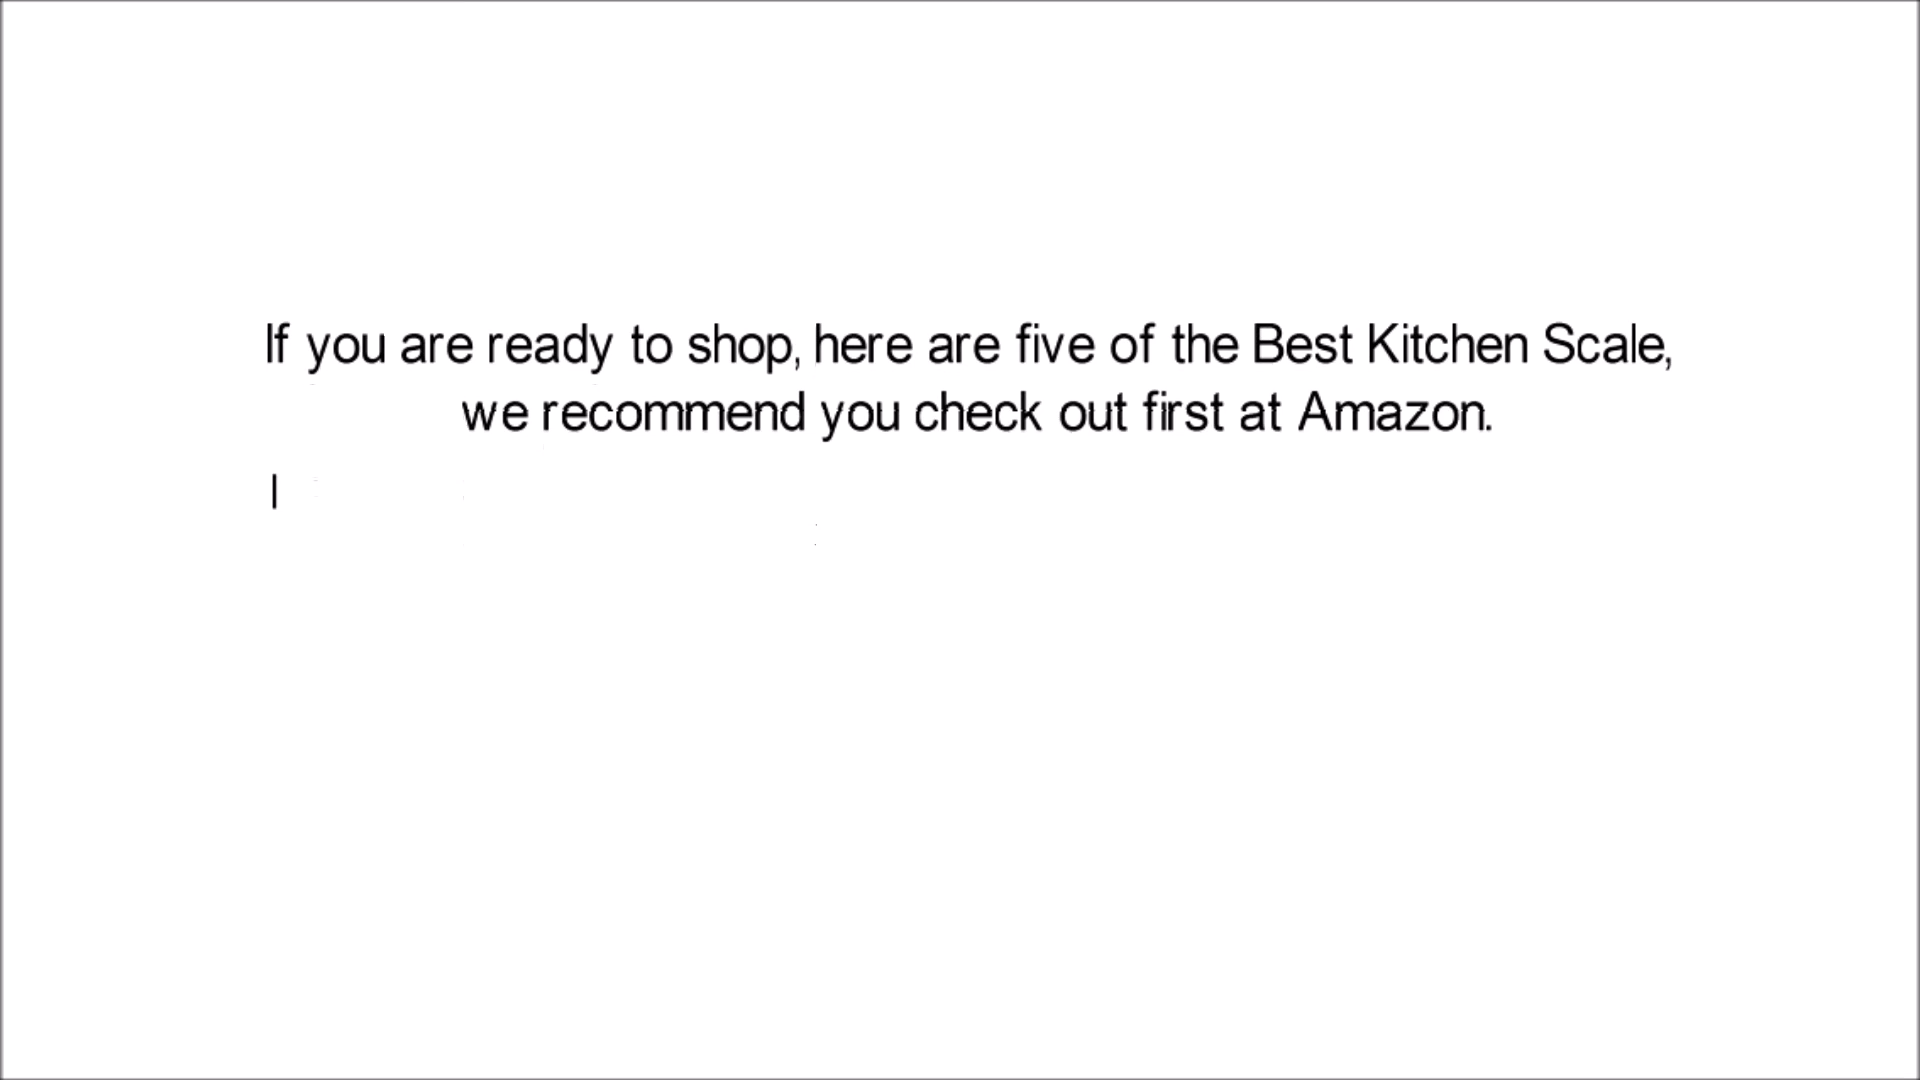 If you are ready to shop, here are five of the Best Kitchen Scale,
we recommend you check out first at Amazon.
I